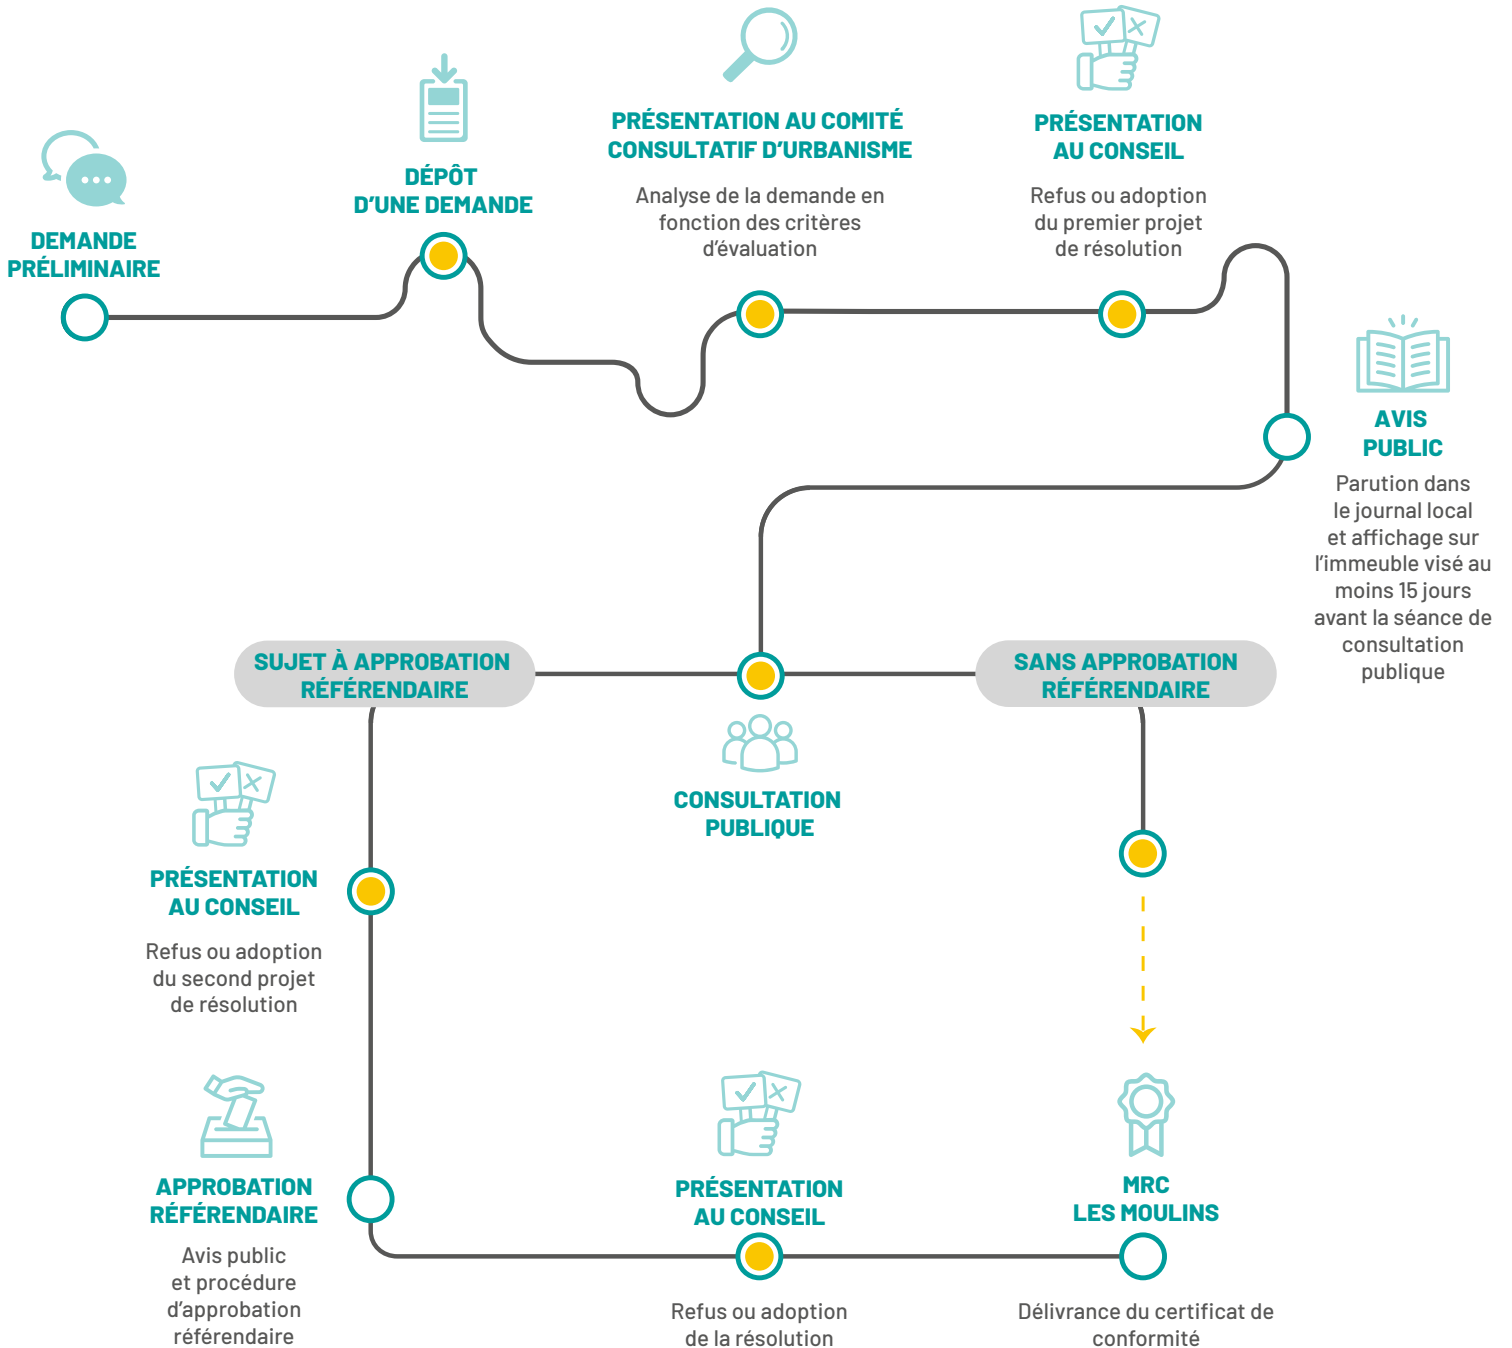 DEMANDE
PRÉLIMINAIRE
DÉPÔT
D'UNE DEMANDE
PRÉSENTATION AU COMITÉ
CONSULTATIF D'URBANISME
Analyse de la demande en
fonction des critères
d'évaluation
PRÉSENTATION
AU CONSEIL
Refus ou adoption
du premier projet
de résolution
AVIS
PUBLIC
Parution dans
le journal local
et affichage sur
l'immeuble visé au
moins 15 jours
avant la séance de
consultation
publique
SUJET À APPROBATION
RÉFÉRENDAIRE
SANS APPROBATION
RÉFÉRENDAIRE
CONSULTATION
PUBLIQUE
PRÉSENTATION
AU CONSEIL
Refus ou adoption
du second projet
de résolution
APPROBATION
RÉFÉRENDAIRE
Avis public
et procédure
d'approbation
référendaire
PRÉSENTATION
AU CONSEIL
Refus ou adoption
de la résolution
MRC
LES MOULINS
Délivrance du certificat de
conformité